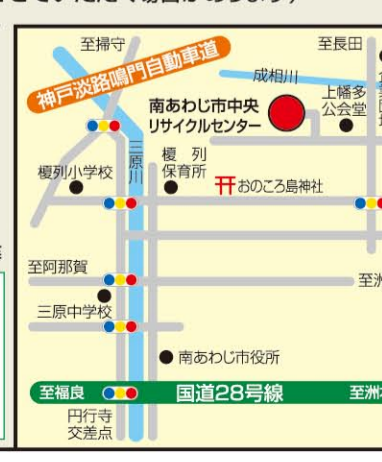 至掃守
至長田
神戸淡路鳴門自動車道
成相川
南あわじ市中央
リサイクルセンター
上幡多
公会堂
三原川
榎列小学校
榎列
保育所
おのころ島神社
至阿那賀
至洲
三原中学校
南あわじ市役所
至福良
国道28号線
至洲本
円行寺
交差点